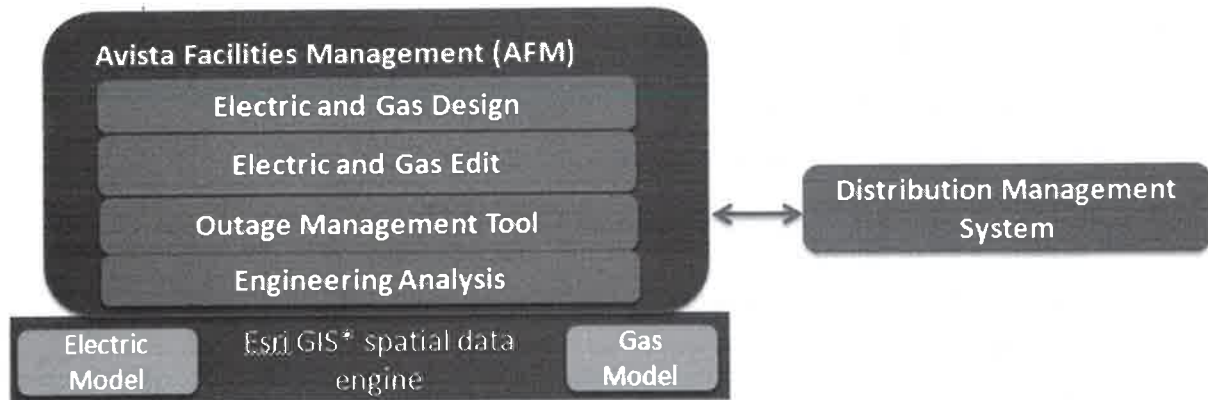 Avista Facilities Management (AFM)
Electric and Gas Design
Electric and Gas Edit
Outage Management Tool
Engineering Analysis
Distribution Management
System
Electric
Model
Esri GIS* spatial data
engine
Gas
Model